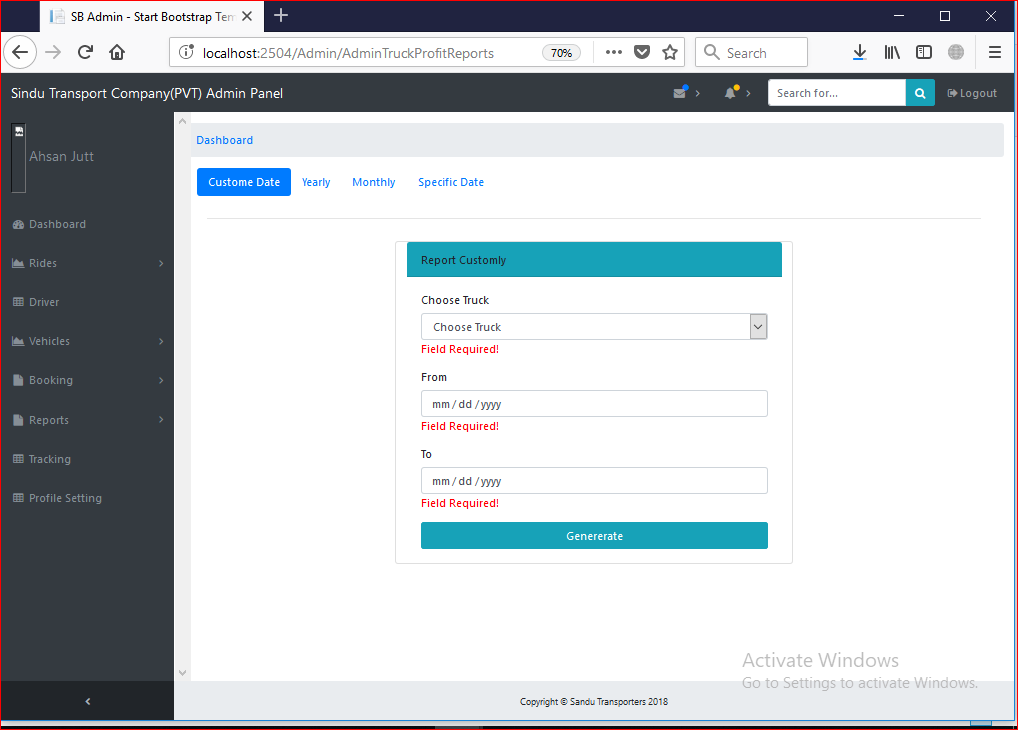 SB Admin - Start Bootstrap Tem
localhost:2504/Admin/AdminTruckProfitReports
70%
Search
Sindu Transport Company(PVT) Admin Panel
Search for...
Logout
Ahsan Jutt
Dashboard
Rides
Driver
Vehicles
Booking
Reports
Tracking
Profile Setting
Dashboard
Custome Date
Yearly
Monthly
Specific Date
Report Customly
Choose Truck
Choose Truck
Field Required!
From
mm / dd / yyyy
Field Required!
To
mm / dd / yyyy
Field Required!
Genererate
Activate Windows
Go to Settings to activate Windows.
Copyright © Sandu Transporters 2018